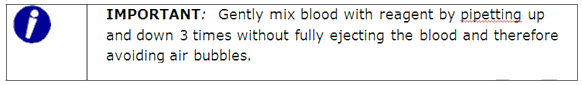 IMPORTANT: Gently mix blood with reagent by pipetting up
and down 3 times without fully ejecting the blood and therefore
avoiding air bubbles.